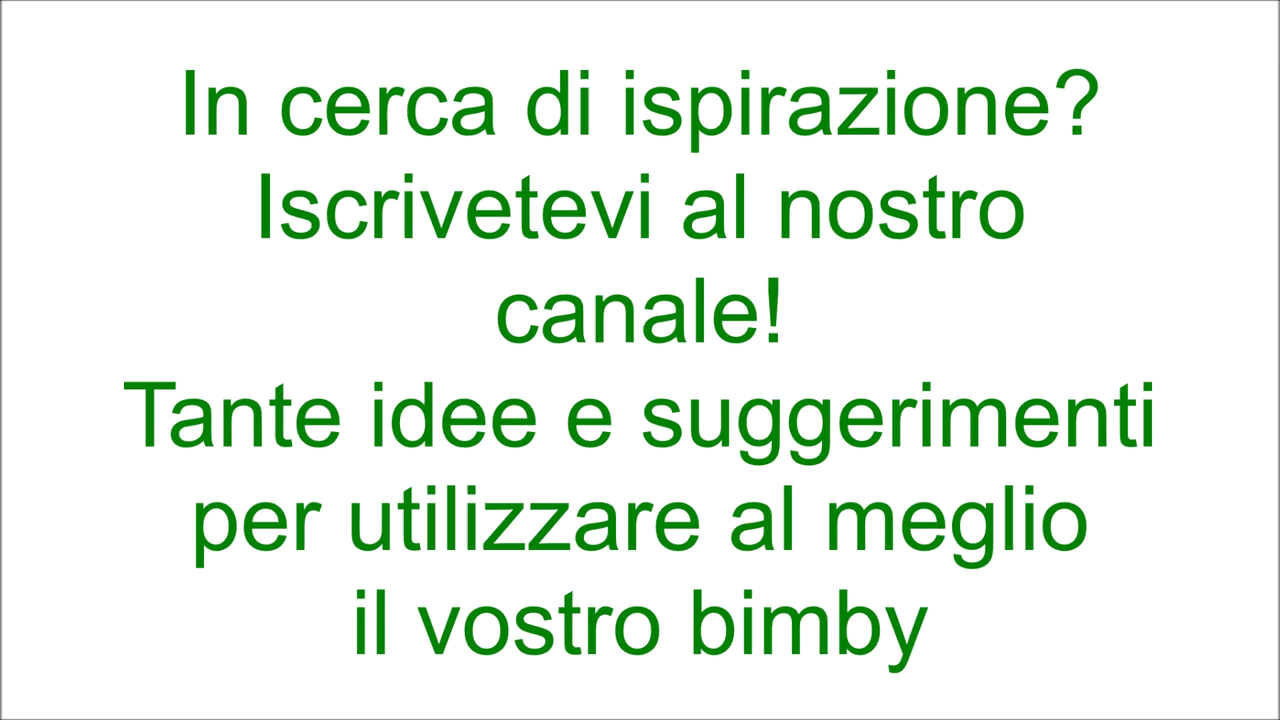 In cerca di ispirazione?
Iscrivetevi al nostro
canale!
Tante idee e suggerimenti
per utilizzare al meglio
il vostro bimby